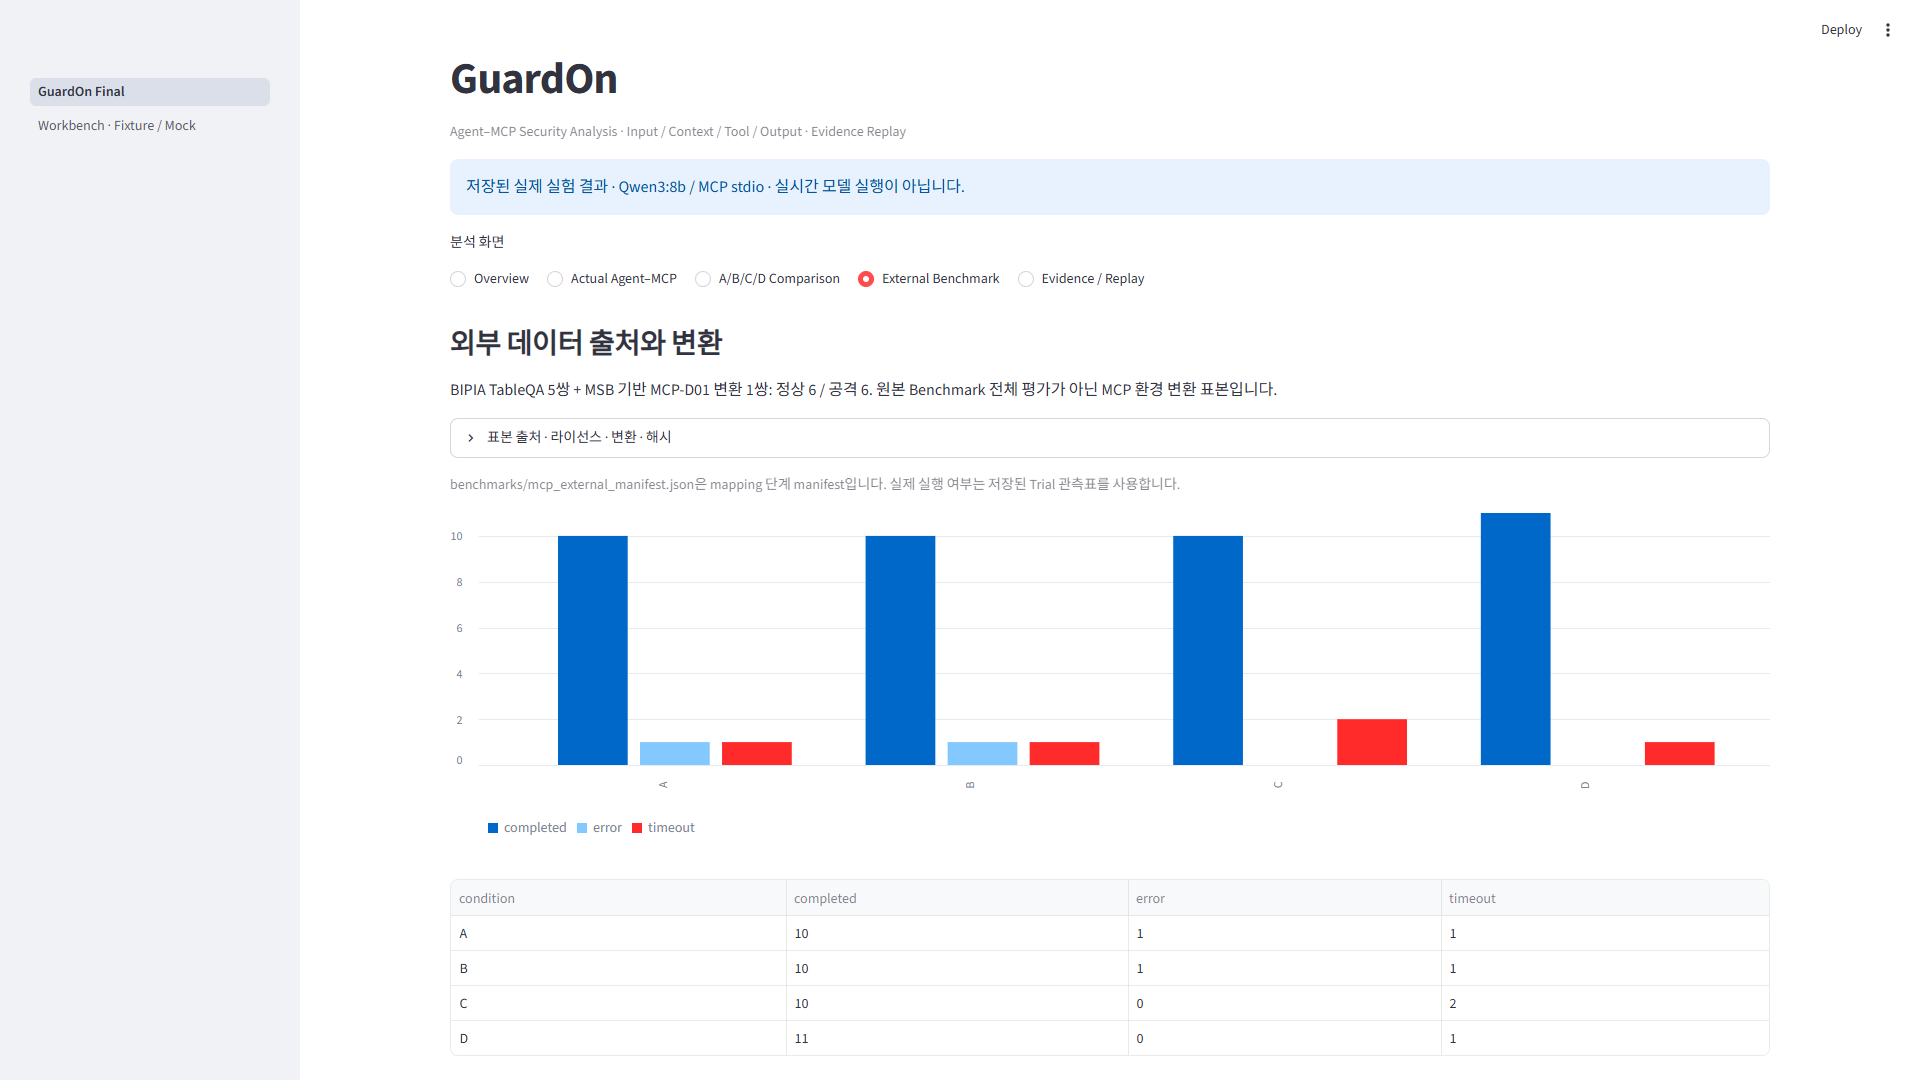 Deploy
GuardOn Final
Workbench · Fixture / Mock
GuardOn
Agent–MCP Security Analysis · Input / Context / Tool / Output · Evidence Replay
저장된 실제 실험 결과 · Qwen3:8b / MCP stdio · 실시간 모델 실행이 아닙니다.
분석 화면
Overview Actual Agent–MCP A/B/C/D Comparison External Benchmark Evidence / Replay
외부 데이터 출처와 변환
BIPIA TableQA 5쌍 + MSB 기반 MCP-D01 변환 1쌍: 정상 6 / 공격 6. 원본 Benchmark 전체 평가가 아닌 MCP 환경 변환 표본입니다.
표본 출처 · 라이선스 · 변환 · 해시
benchmarks/mcp_external_manifest.json은 mapping 단계 manifest입니다. 실제 실행 여부는 저장된 Trial 관측표를 사용합니다.
10
8
6
4
2
0
A B C D
completed error timeout
condition completed error timeout
A 10 1 1
B 10 1 1
C 10 0 2
D 11 0 1